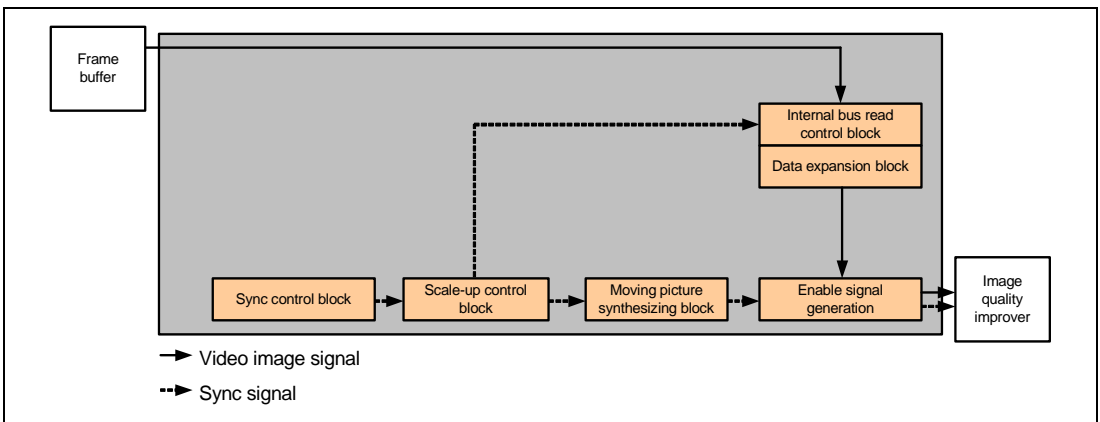 Frame
buffer
Internal bus read
control block
Data expansion block
Sync control block
Scale-up control
block
Moving picture
synthesizing block
Enable signal
generation
Image
quality
improver
Video image signal
Sync signal